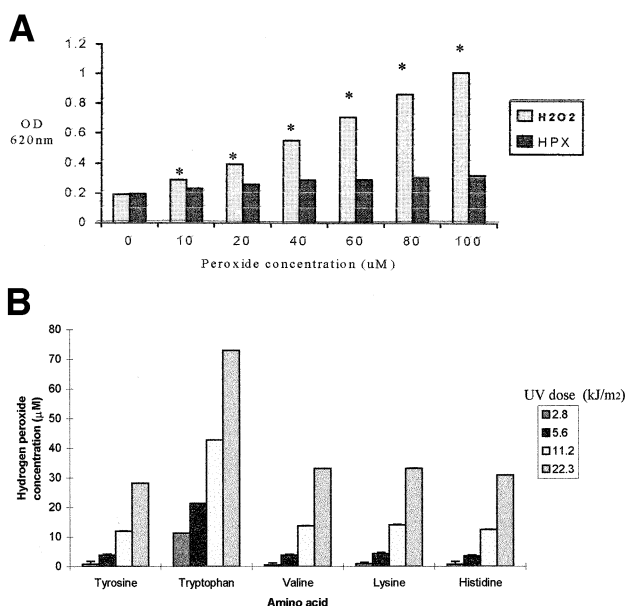 A
1.2
1
0.8
0.6
0.4
0.2
0
OD
620nm
* * * * * *
0 10 20 40 60 80 100
Peroxide concentration (uM)
H2O2
HPX
B
80
70
60
50
40
30
20
10
0
Hydrogen peroxide
concentration (µM)
Tyrosine Tryptophan Valine Lysine Histidine
Amino acid
UV dose (kJ/m2)
2.8
5.6
11.2
22.3